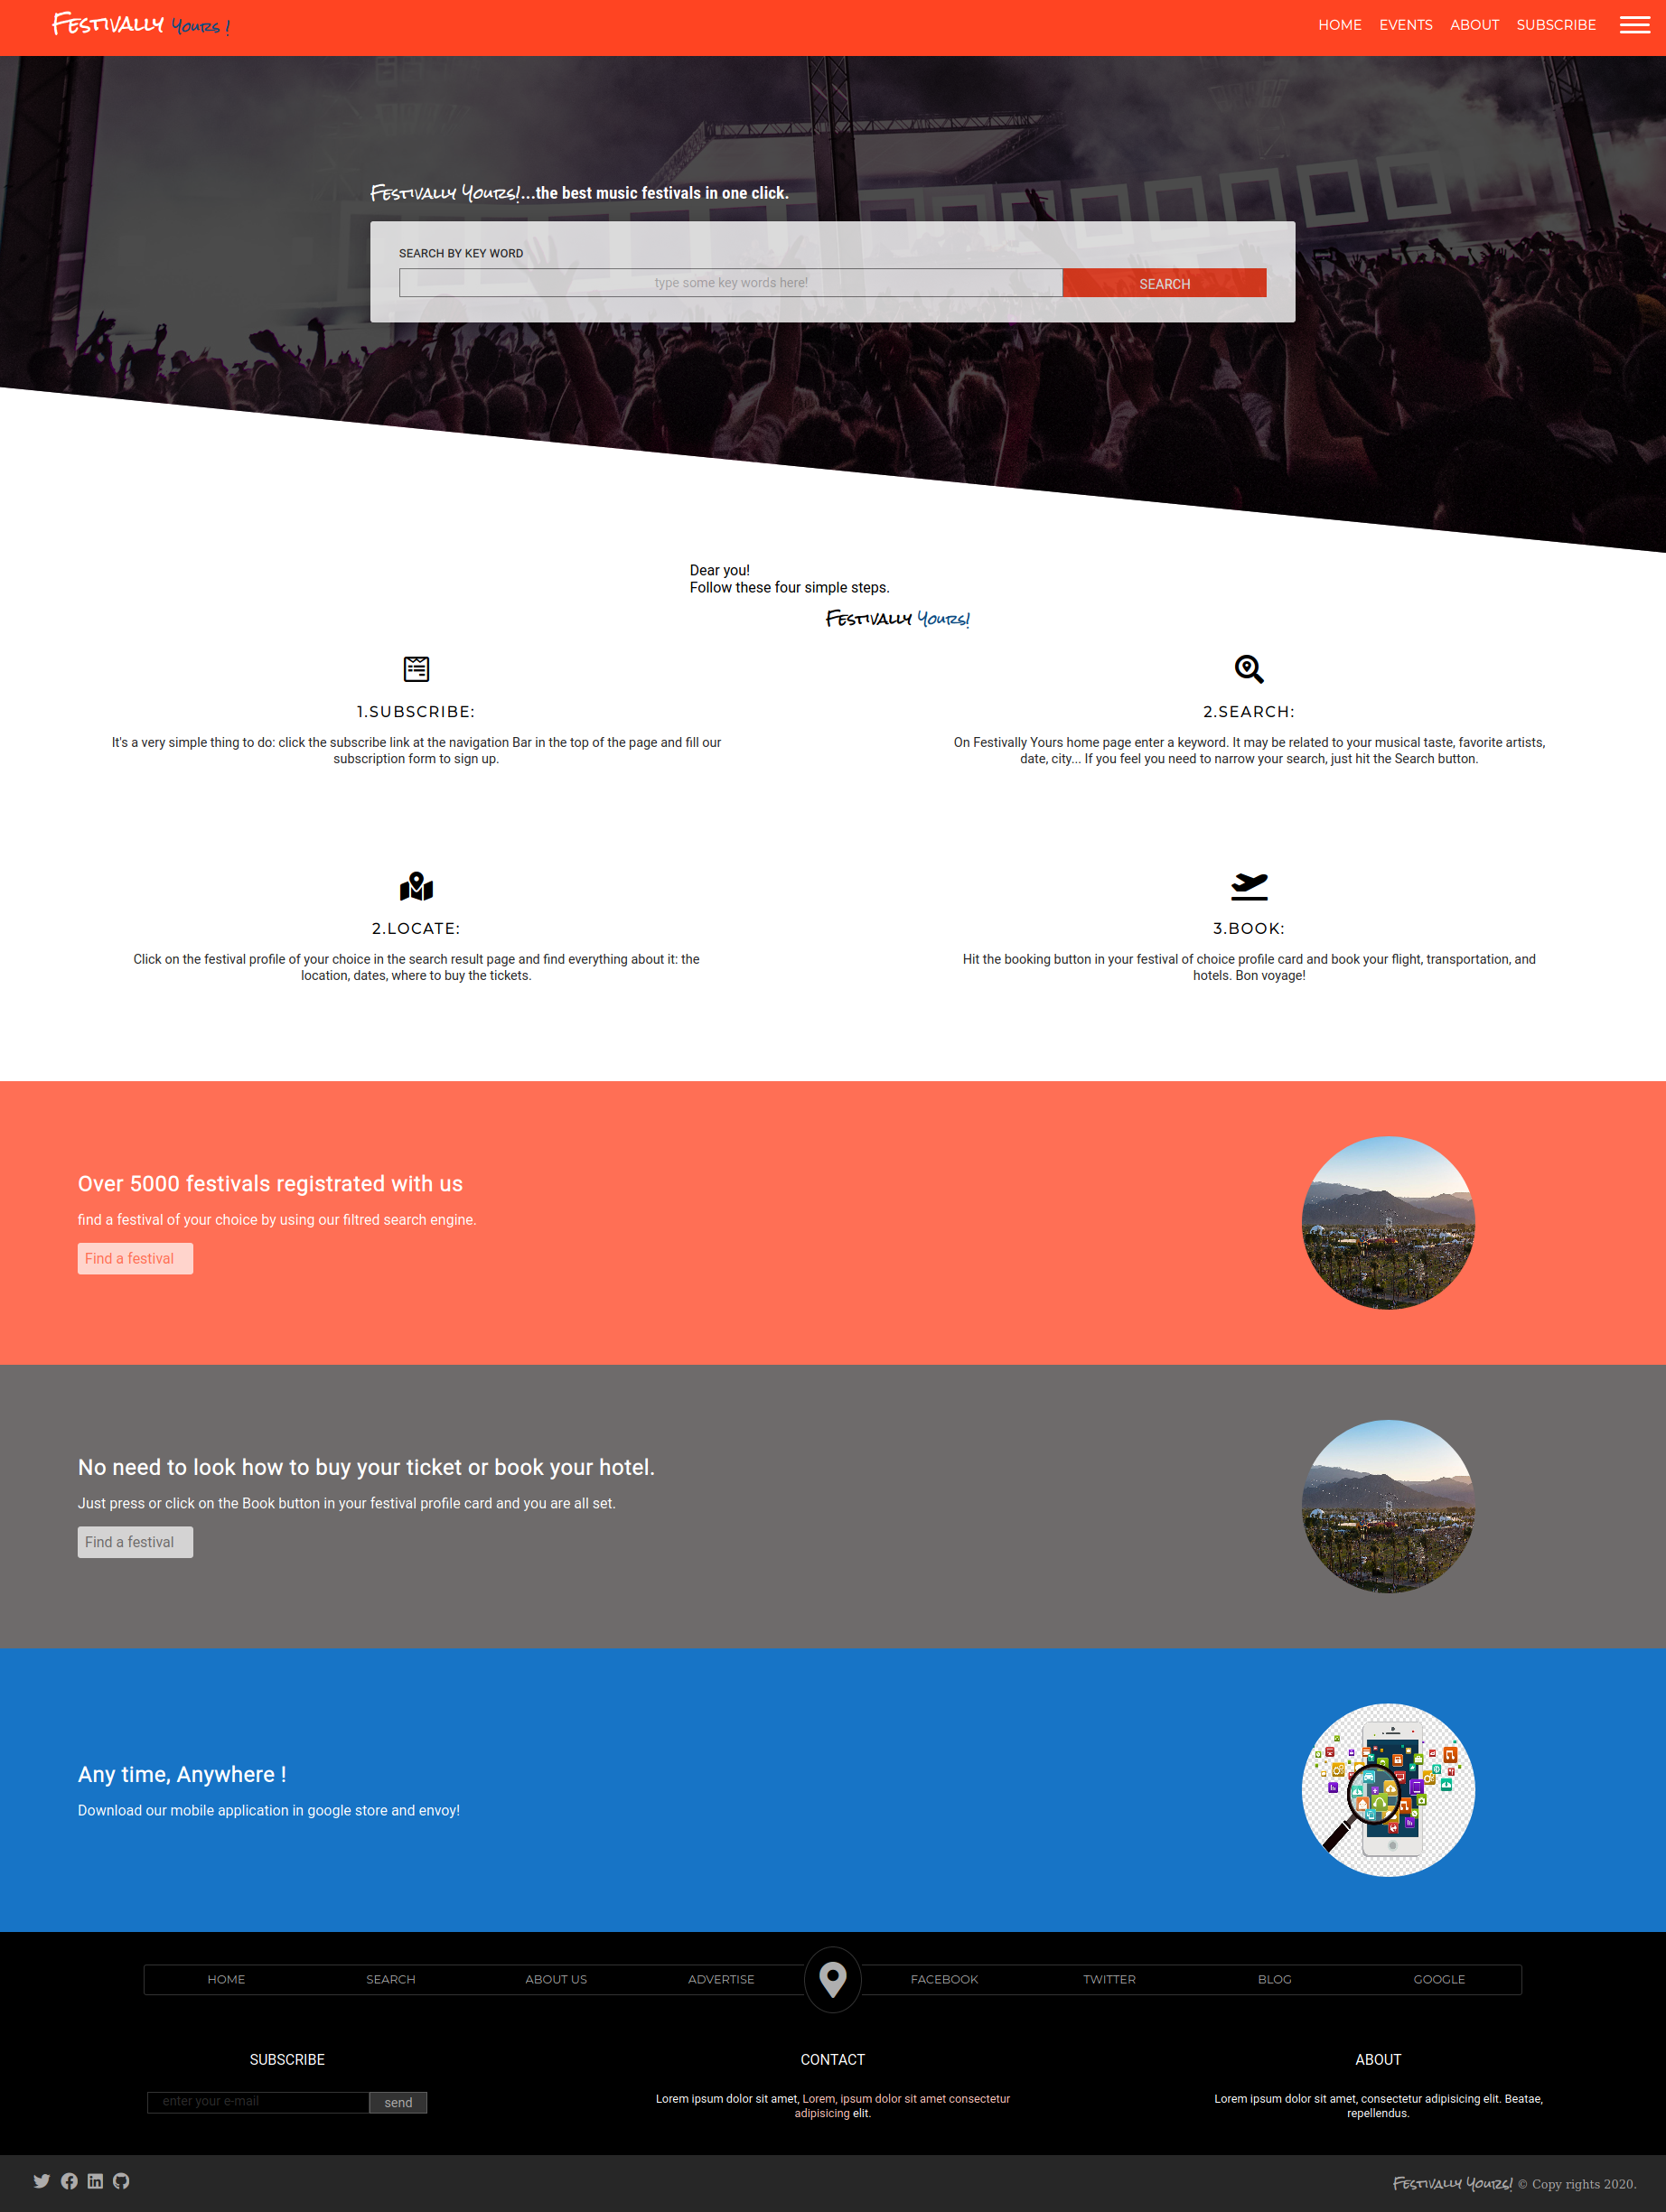 Festivally Yours !
HOME EVENTS ABOUT SUBSCRIBE
Festivally Yours!...the best music festivals in one click.
SEARCH BY KEY WORD
type some key words here!
SEARCH
Dear you!
Follow these four simple steps.
Festivally Yours!
1.SUBSCRIBE:
It's a very simple thing to do: click the subscribe link at the navigation Bar in the top of the page and fill our
subscription form to sign up.
2.SEARCH:
On Festivally Yours home page enter a keyword. It may be related to your musical taste, favorite artists,
date, city... If you feel you need to narrow your search, just hit the Search button.
2.LOCATE:
Click on the festival profile of your choice in the search result page and find everything about it: the
location, dates, where to buy the tickets.
3.BOOK:
Hit the booking button in your festival of choice profile card and book your flight, transportation, and
hotels. Bon voyage!
Over 5000 festivals registrated with us
find a festival of your choice by using our filtred search engine.
Find a festival
No need to look how to buy your ticket or book your hotel.
Just press or click on the Book button in your festival profile card and you are all set.
Find a festival
Any time, Anywhere !
Download our mobile application in google store and envoy!
HOME SEARCH ABOUT US ADVERTISE FACEBOOK TWITTER BLOG GOOGLE
SUBSCRIBE
enter your e-mail
send
CONTACT
Lorem ipsum dolor sit amet, Lorem, ipsum dolor sit amet consectetur
adipisicing elit.
ABOUT
Lorem ipsum dolor sit amet, consectetur adipisicing elit. Beatae,
repellendus.
Festivally Yours! © Copy rights 2020.